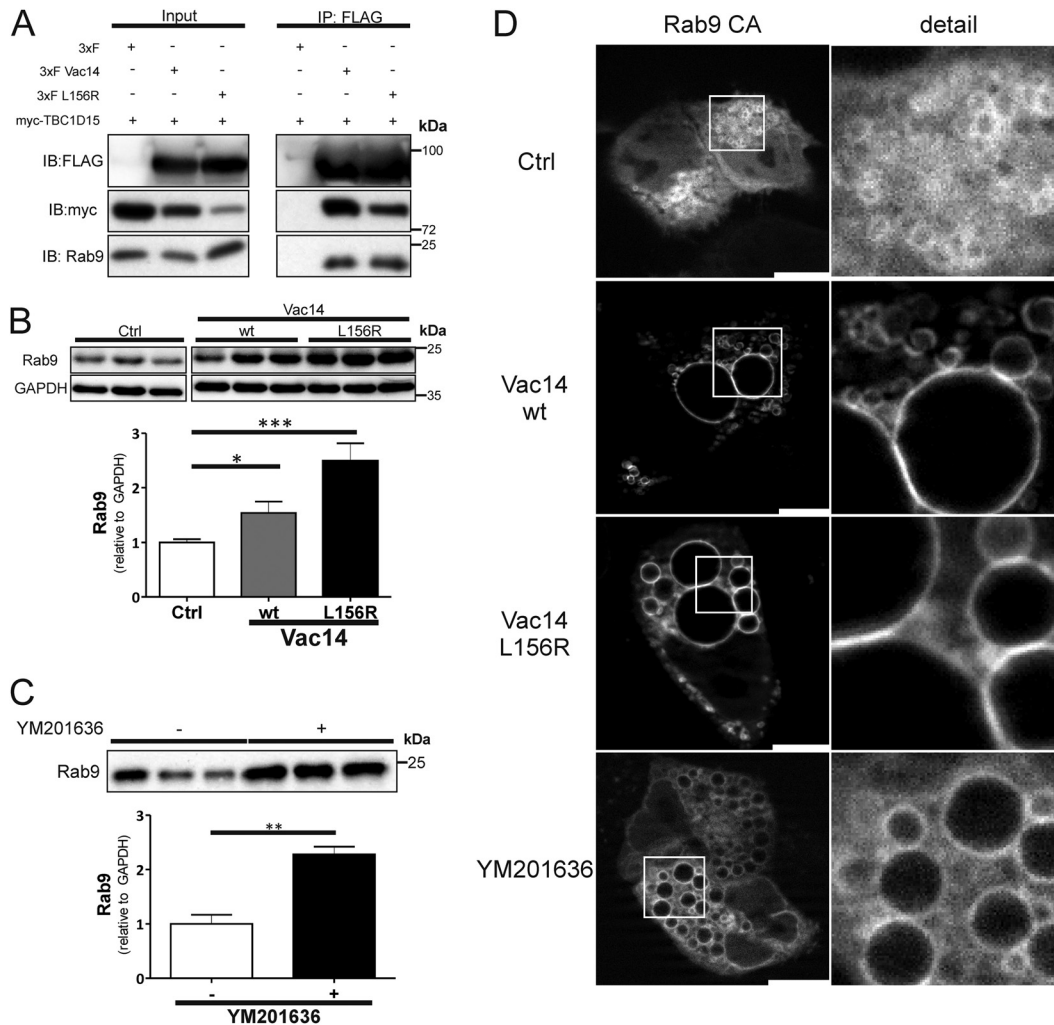 A
Input
IP: FLAG
3xF + - - + - -
3xF Vac14 - + - - + -
3xF L156R - - + - - +
myc-TBC1D15 + + + + + +
kDa
IB:FLAG
100
IB:myc
72
25
IB: Rab9
B
Vac14
Ctrl
wt
L156R
kDa
Rab9
25
GAPDH
35
Rab9
(relative to GAPDH)
3
2
1
0
*
***
Ctrl
wt
L156R
Vac14
C
YM201636
-
+
kDa
Rab9
25
Rab9
(relative to GAPDH)
3
2
1
0
**
-
+
YM201636
D
Rab9 CA
detail
Ctrl
Vac14
wt
Vac14
L156R
YM201636